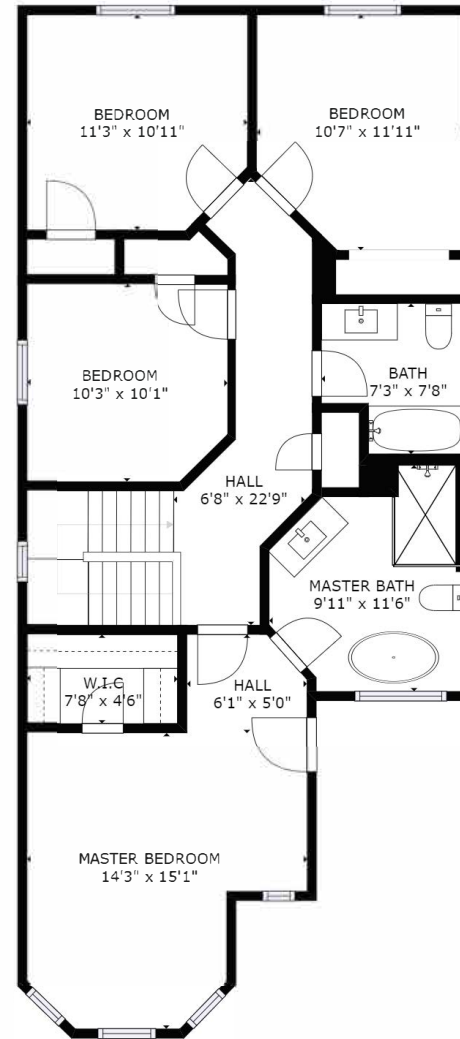 BEDROOM
11'3" x 10'11"
BEDROOM
10'7" x 11'11"
BEDROOM
10'3" x 10'1"
BATH
7'3" x 7'8"
HALL
6'8" x 22'9"
MASTER BATH
9'11" x 11'6"
W.I.C
7'8" x 4'6"
HALL
6'1" x 5'0"
MASTER BEDROOM
14'3" x 15'1"